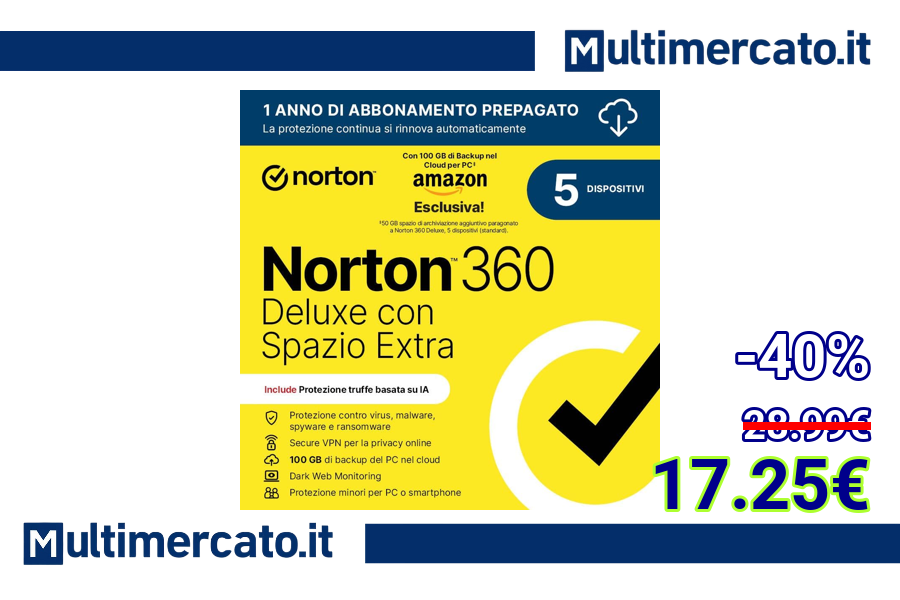 Multimercato.it
1 ANNO DI ABBONAMENTO PREPAGATO
La protezione continua si rinnova automaticamente
norton™
Con 100 GB di Backup nel
Cloud per PC‡
amazon
Esclusiva!
‡50 GB spazio di archiviazione aggiuntivo paragonato
a Norton 360 Deluxe, 5 dispositivi (standard).
5 DISPOSITIVI
Norton™ 360
Deluxe con
Spazio Extra
Include Protezione truffe basata su IA
Protezione contro virus, malware,
spyware e ransomware
Secure VPN per la privacy online
100 GB di backup del PC nel cloud
Dark Web Monitoring
Protezione minori per PC o smartphone
-40%
28.99€
17.25€
Multimercato.it